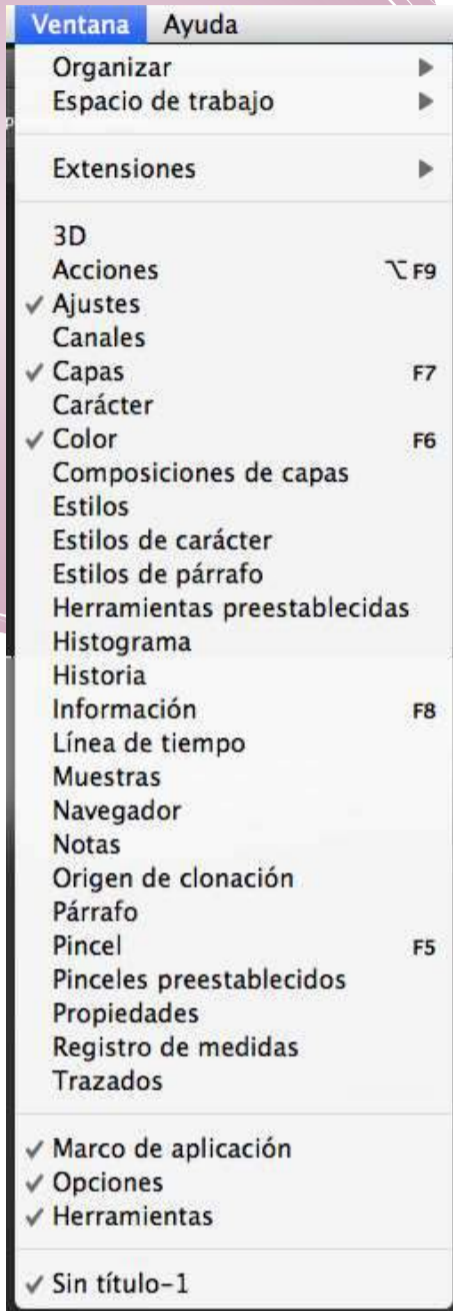 Ventana Ayuda
Organizar
Espacio de trabajo
Extensiones
3D
Acciones ⌥F9
✓ Ajustes
Canales
✓ Capas F7
Carácter
✓ Color F6
Composiciones de capas
Estilos
Estilos de carácter
Estilos de párrafo
Herramientas preestablecidas
Histograma
Historia
Información F8
Línea de tiempo
Muestras
Navegador
Notas
Origen de clonación
Párrafo
Pincel F5
Pinceles preestablecidos
Propiedades
Registro de medidas
Trazados
✓ Marco de aplicación
✓ Opciones
✓ Herramientas
✓ Sin título-1